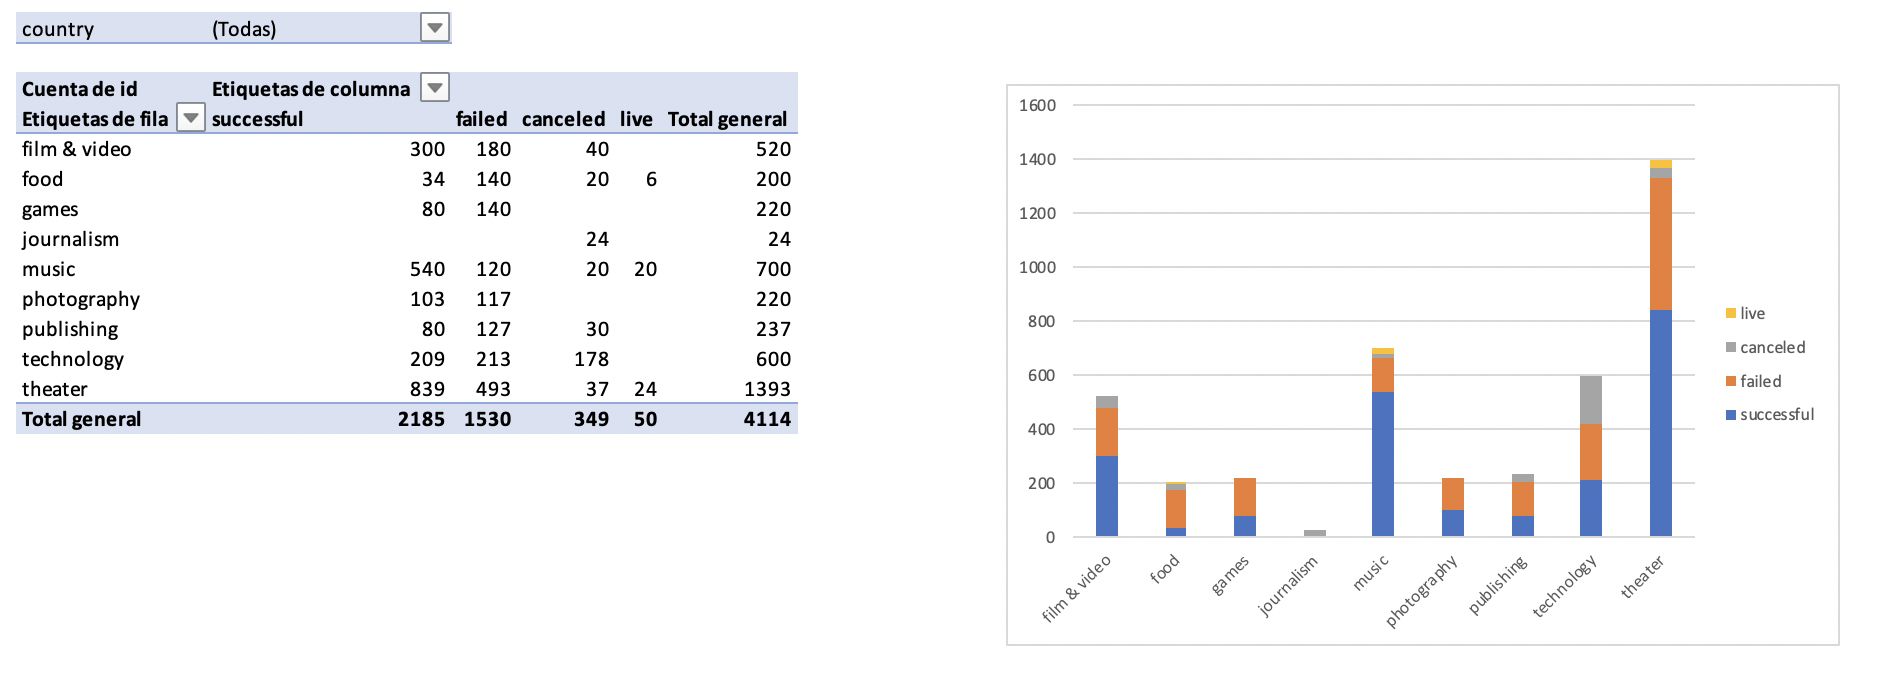 country (Todas)
Cuenta de id Etiquetas de columna
Etiquetas de fila successful failed canceled live Total general
film & video 300 180 40 520
food 34 140 20 6 200
games 80 140 220
journalism 24 24
music 540 120 20 20 700
photography 103 117 220
publishing 80 127 30 237
technology 209 213 178 600
theater 839 493 37 24 1393
Total general 2185 1530 349 50 4114
1600
1400
1200
1000
800
600
400
200
0
film & video
food
games
journalism
music
photography
publishing
technology
theater
live
canceled
failed
successful